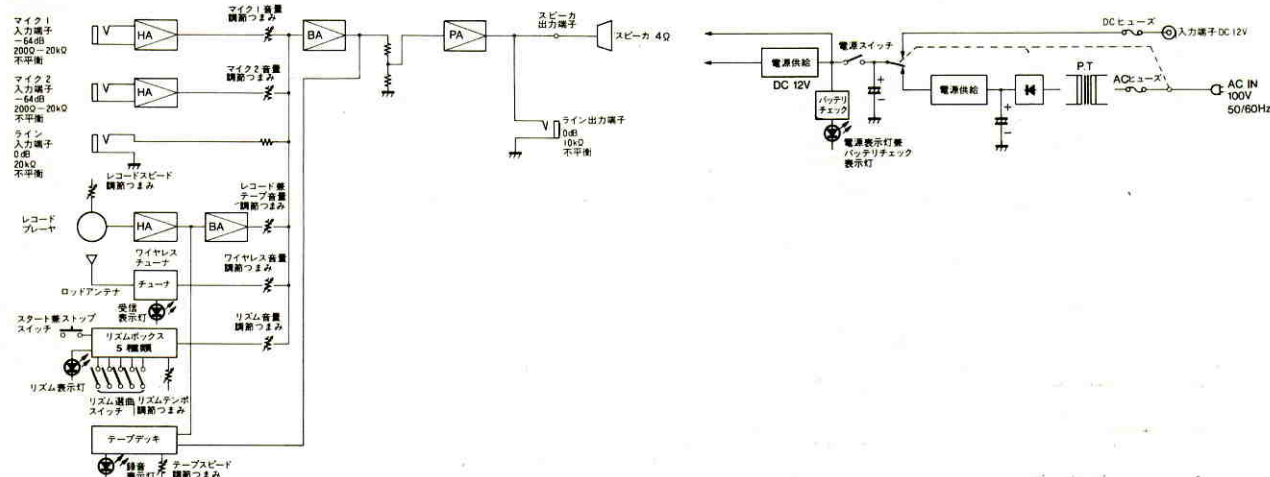 マイク1
入力端子
−64dB
200Ω−20kΩ
不平衡
HA
マイク1音量
調節つまみ
BA
PA
スピーカ
出力端子
スピーカ 4Ω
マイク2
入力端子
−64dB
200Ω−20kΩ
不平衡
HA
マイク2音量
調節つまみ
ライン
入力端子
0dB
20kΩ
不平衡
ライン出力端子
0dB
10kΩ
不平衡
レコードスピード
調節つまみ
レコード
プレーヤ
HA
BA
レコード兼
テープ音量
調節つまみ
ロッドアンテナ
ワイヤレス
チューナ
チューナ
受信
表示灯
ワイヤレス音量
調節つまみ
スタート兼ストップ
スイッチ
リズムボックス
5種類
リズム音量
調節つまみ
リズム表示灯
リズム選曲
スイッチ
リズムテンポ
調節つまみ
テープデッキ
録音
表示灯
テープスピード
調節つまみ
電源供給
DC 12V
電源スイッチ
バッテリ
チェック
電源表示灯兼
バッテリチェック
表示灯
+
−
電源供給
+
−
P.T
DCヒューズ
入力端子DC12V
ACヒューズ
AC IN
100V
50/60Hz